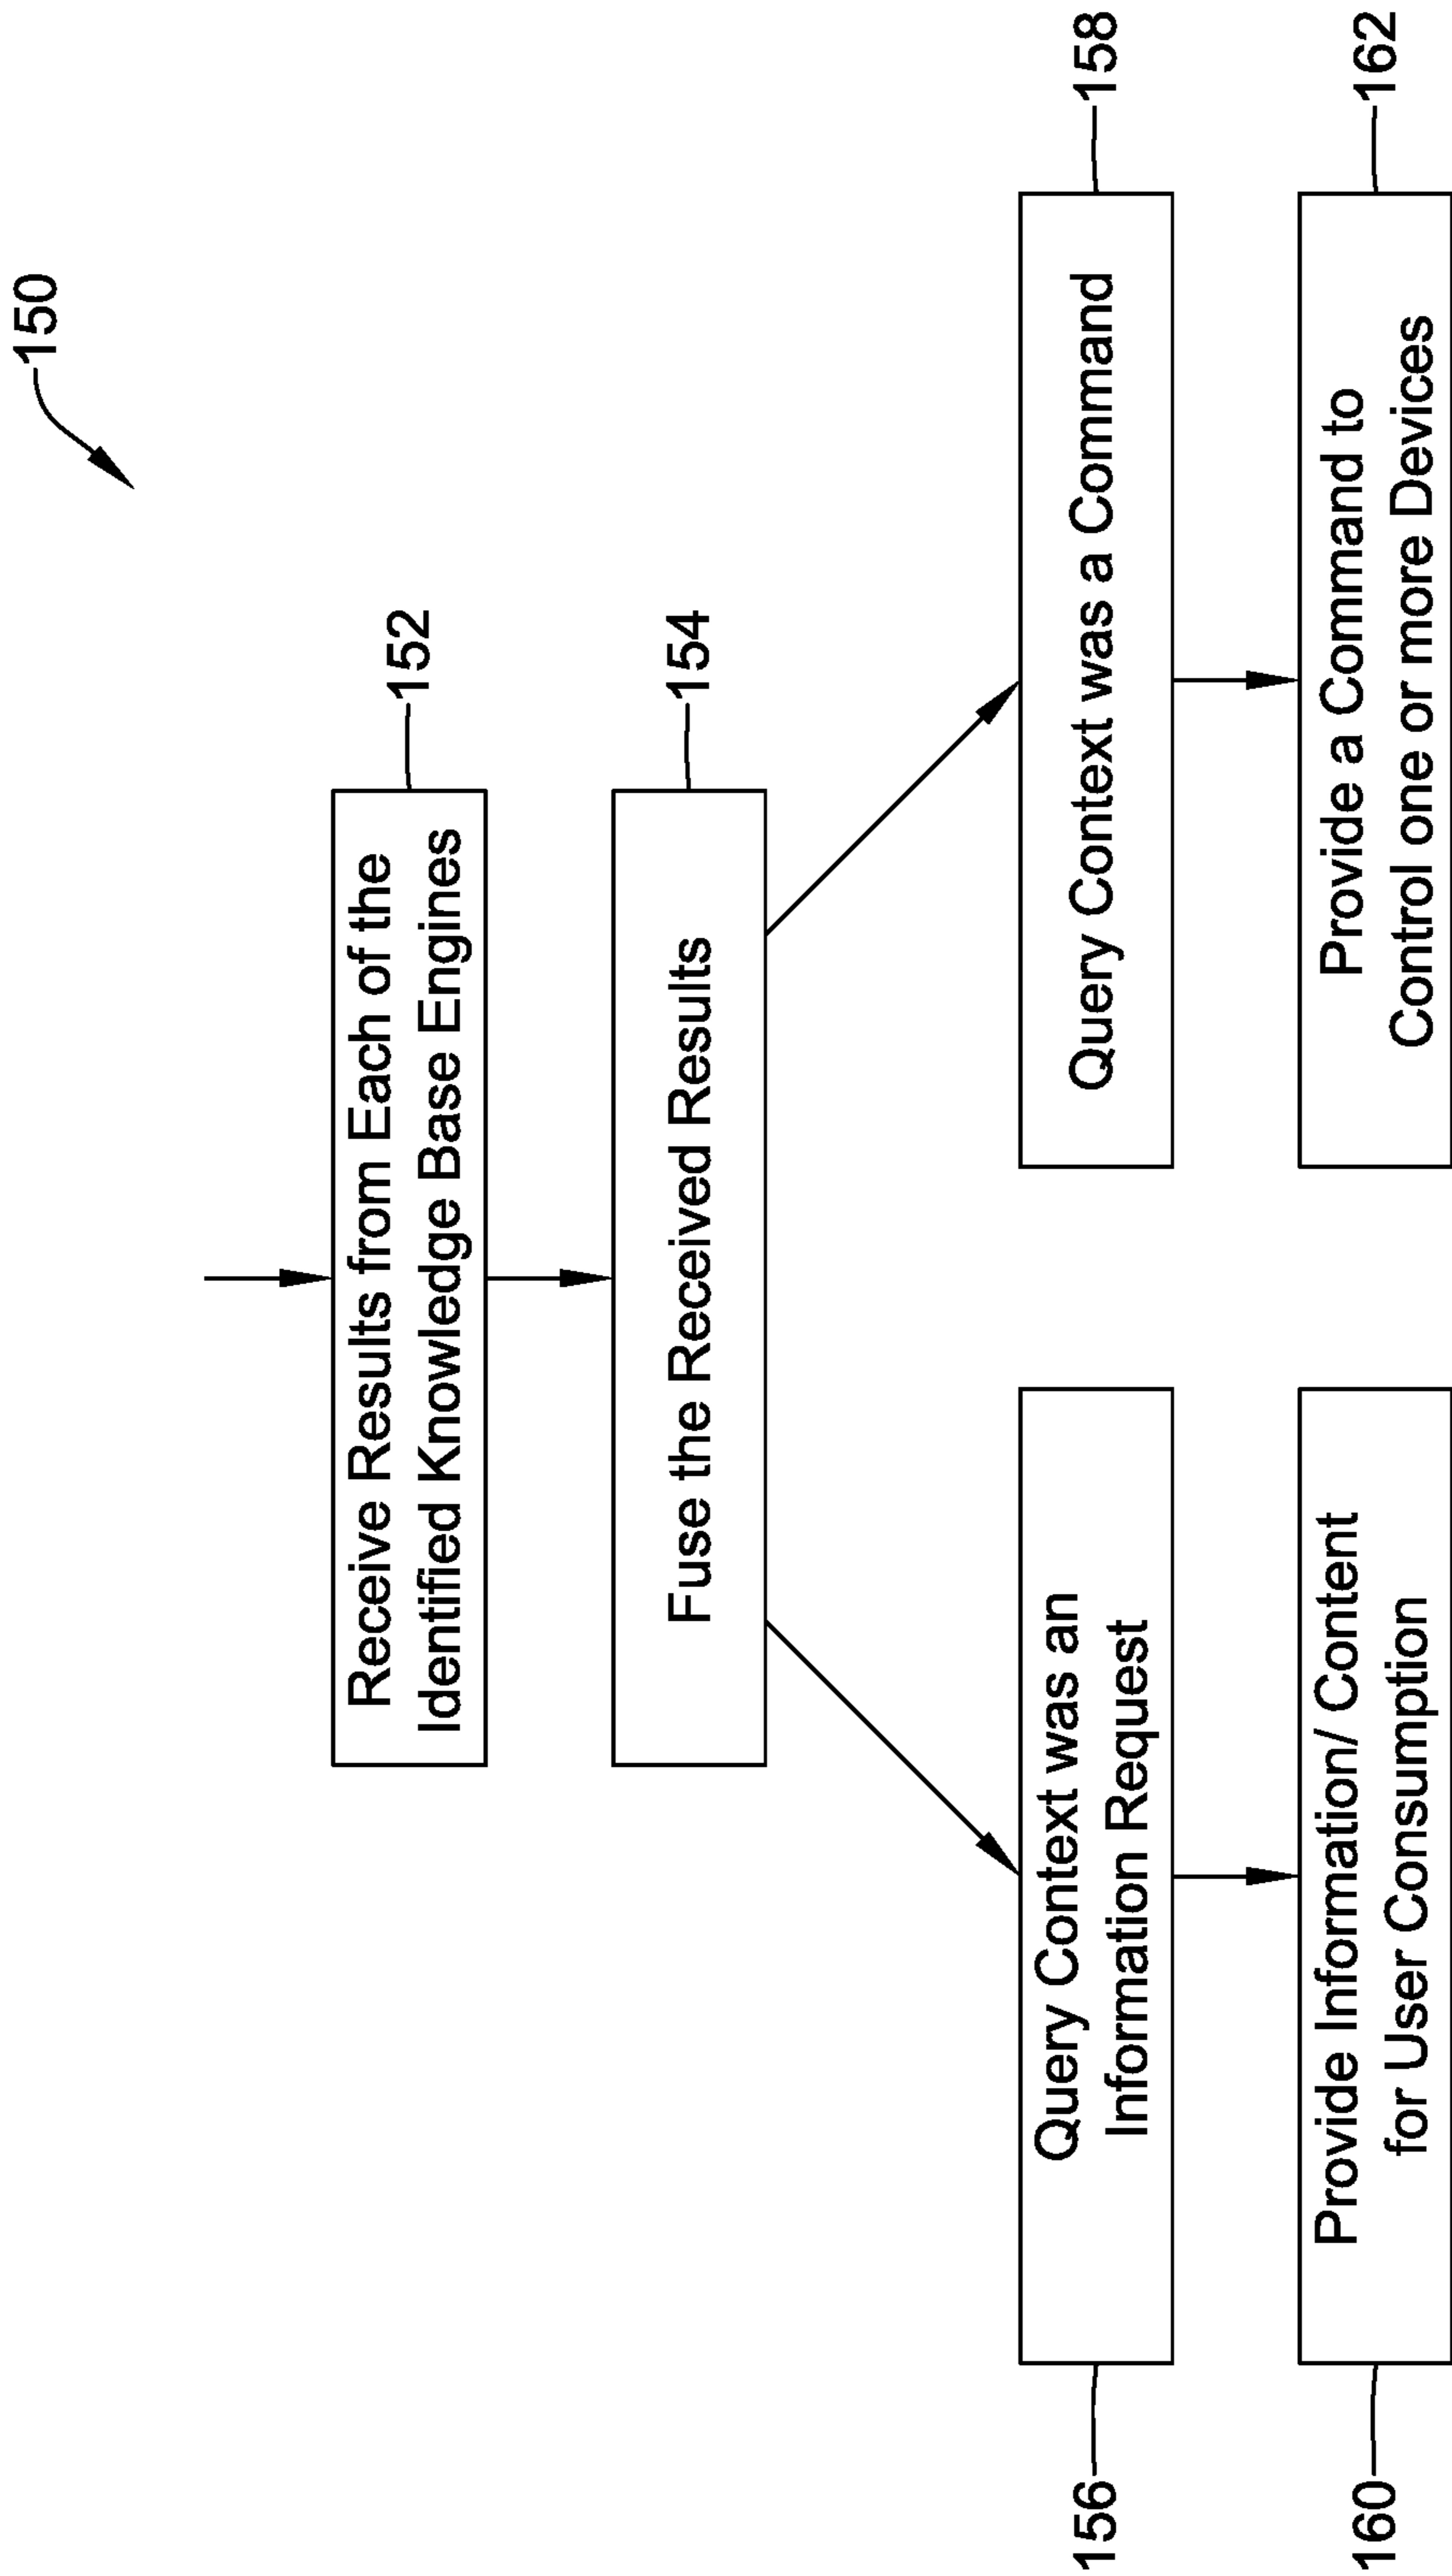 150
Receive Results from Each of the
Identified Knowledge Base Engines
152
Fuse the Received Results
154
Query Context was an
Information Request
156
Query Context was a Command
158
Provide Information/ Content
for User Consumption
160
Provide a Command to
Control one or more Devices
162